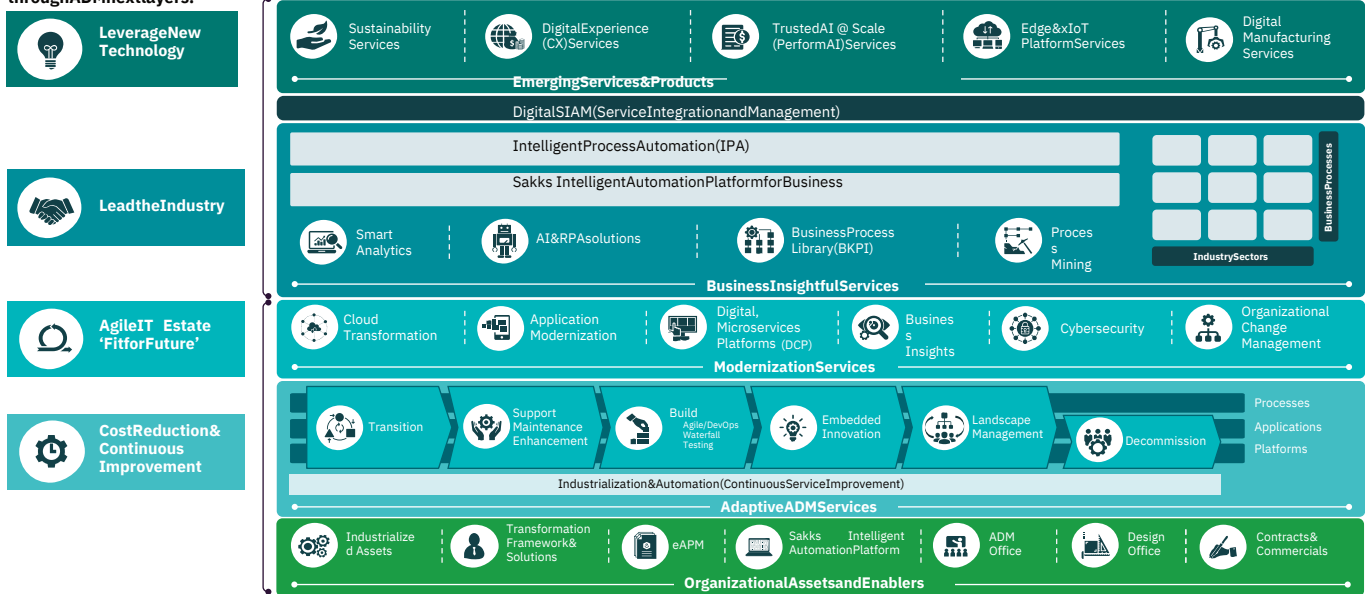 throughADMnextlayers.
LeverageNew
Technology
Sustainability
Services
DigitalExperience
(CX)Services
TrustedAI @ Scale
(PerformAI)Services
Edge&xIoT
PlatformServices
Digital
Manufacturing
Services
EmergingServices&Products
DigitalSIAM(ServiceIntegrationandManagement)
IntelligentProcessAutomation(IPA)
Sakks IntelligentAutomationPlatformforBusiness
BusinessProcesses
IndustrySectors
LeadtheIndustry
Smart
Analytics
AI&RPAsolutions
BusinessProcess
Library(BKPI)
Proces
s
Mining
BusinessInsightfulServices
AgileIT Estate
‘FitforFuture’
Cloud
Transformation
Application
Modernization
Digital,
Microservices
Platforms (DCP)
Busines
s
Insights
Cybersecurity
Organizational
Change
Management
ModernizationServices
CostReduction&
Continuous
Improvement
Transition
Support
Maintenance
Enhancement
Build
Agile/DevOps
Waterfall
Testing
Embedded
Innovation
Landscape
Management
Decommission
Processes
Applications
Platforms
Industrialization&Automation(ContinuousServiceImprovement)
AdaptiveADMServices
Industrialize
d Assets
Transformation
Framework&
Solutions
eAPM
Sakks Intelligent
AutomationPlatform
ADM
Office
Design
Office
Contracts&
Commercials
OrganizationalAssetsandEnablers